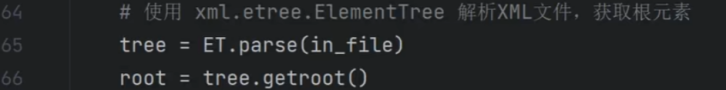 64 # 使用 xml.etree.ElementTree 解析XML文件，获取根元素
65 tree = ET.parse(in_file)
66 root = tree.getroot()